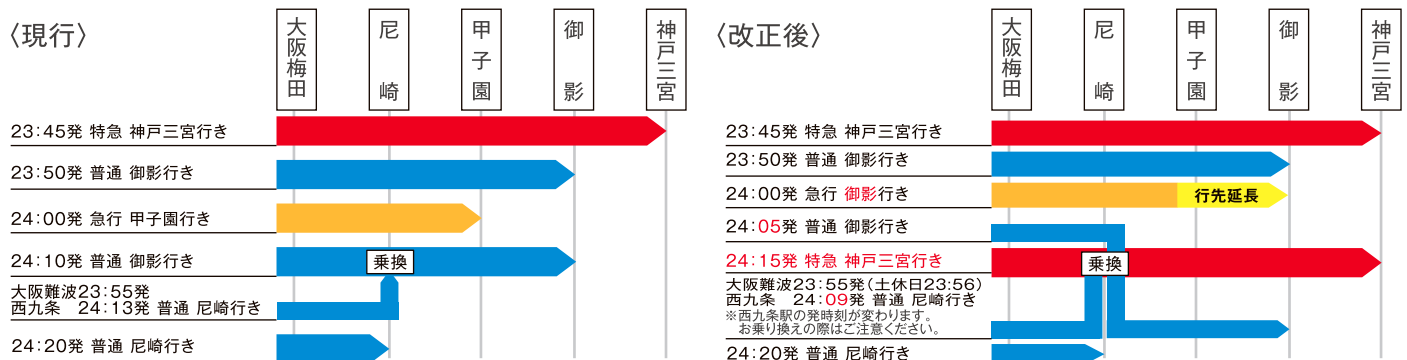 〈現行〉
大阪梅田
尼崎
甲子園
御影
神戸三宮
23:45発 特急 神戸三宮行き
23:50発 普通 御影行き
24:00発 急行 甲子園行き
24:10発 普通 御影行き
乗換
大阪難波23:55発
西九条 24:13発 普通 尼崎行き
24:20発 普通 尼崎行き
〈改正後〉
大阪梅田
尼崎
甲子園
御影
神戸三宮
23:45発 特急 神戸三宮行き
23:50発 普通 御影行き
24:00発 急行 御影行き
行先延長
24:05発 普通 御影行き
24:15発 特急 神戸三宮行き
乗換
大阪難波23:55発(土休日23:56)
西九条 24:09発 普通 尼崎行き
※西九条駅の発時刻が変わります。
お乗り換えの際はご注意ください。
24:20発 普通 尼崎行き